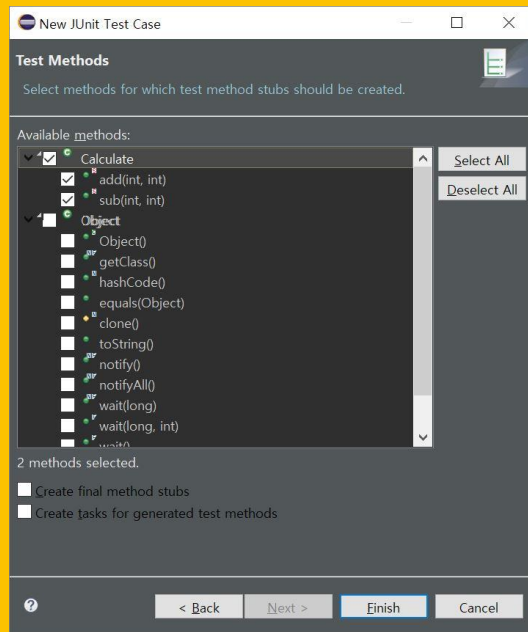 New JUnit Test Case
Test Methods
Select methods for which test method stubs should be created.
Available methods:
Calculate
add(int, int)
sub(int, int)
Object
Object()
getClass()
hashCode()
equals(Object)
clone()
toString()
notify()
notifyAll()
wait(long)
wait(long, int)
wait()
Select All
Deselect All
2 methods selected.
Create final method stubs
Create tasks for generated test methods
< Back
Next >
Finish
Cancel